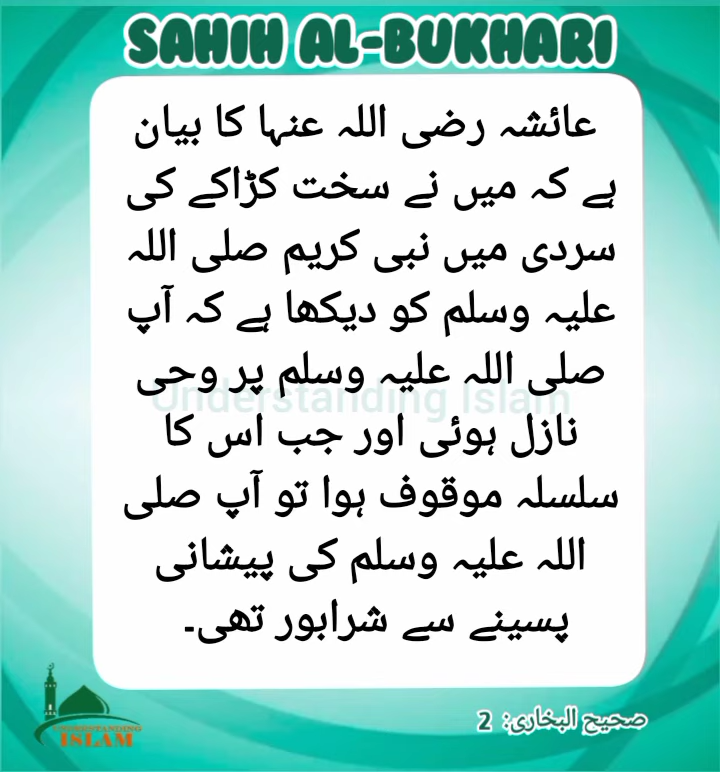 SAHIH AL-BUKHARI
عائشہ رضی اللہ عنہا کا بیان
ہے کہ میں نے سخت کڑاکے کی
سردی میں نبی کریم صلی اللہ
علیہ وسلم کو دیکھا ہے کہ آپ
صلی اللہ علیہ وسلم پر وحی
Understanding Islam
نازل ہوئی اور جب اس کا
سلسلہ موقوف ہوا تو آپ صلی
اللہ علیہ وسلم کی پیشانی
پسینے سے شرابور تھی۔
صحيح البخاری: 2
UNDERSTANDING
ISLAM